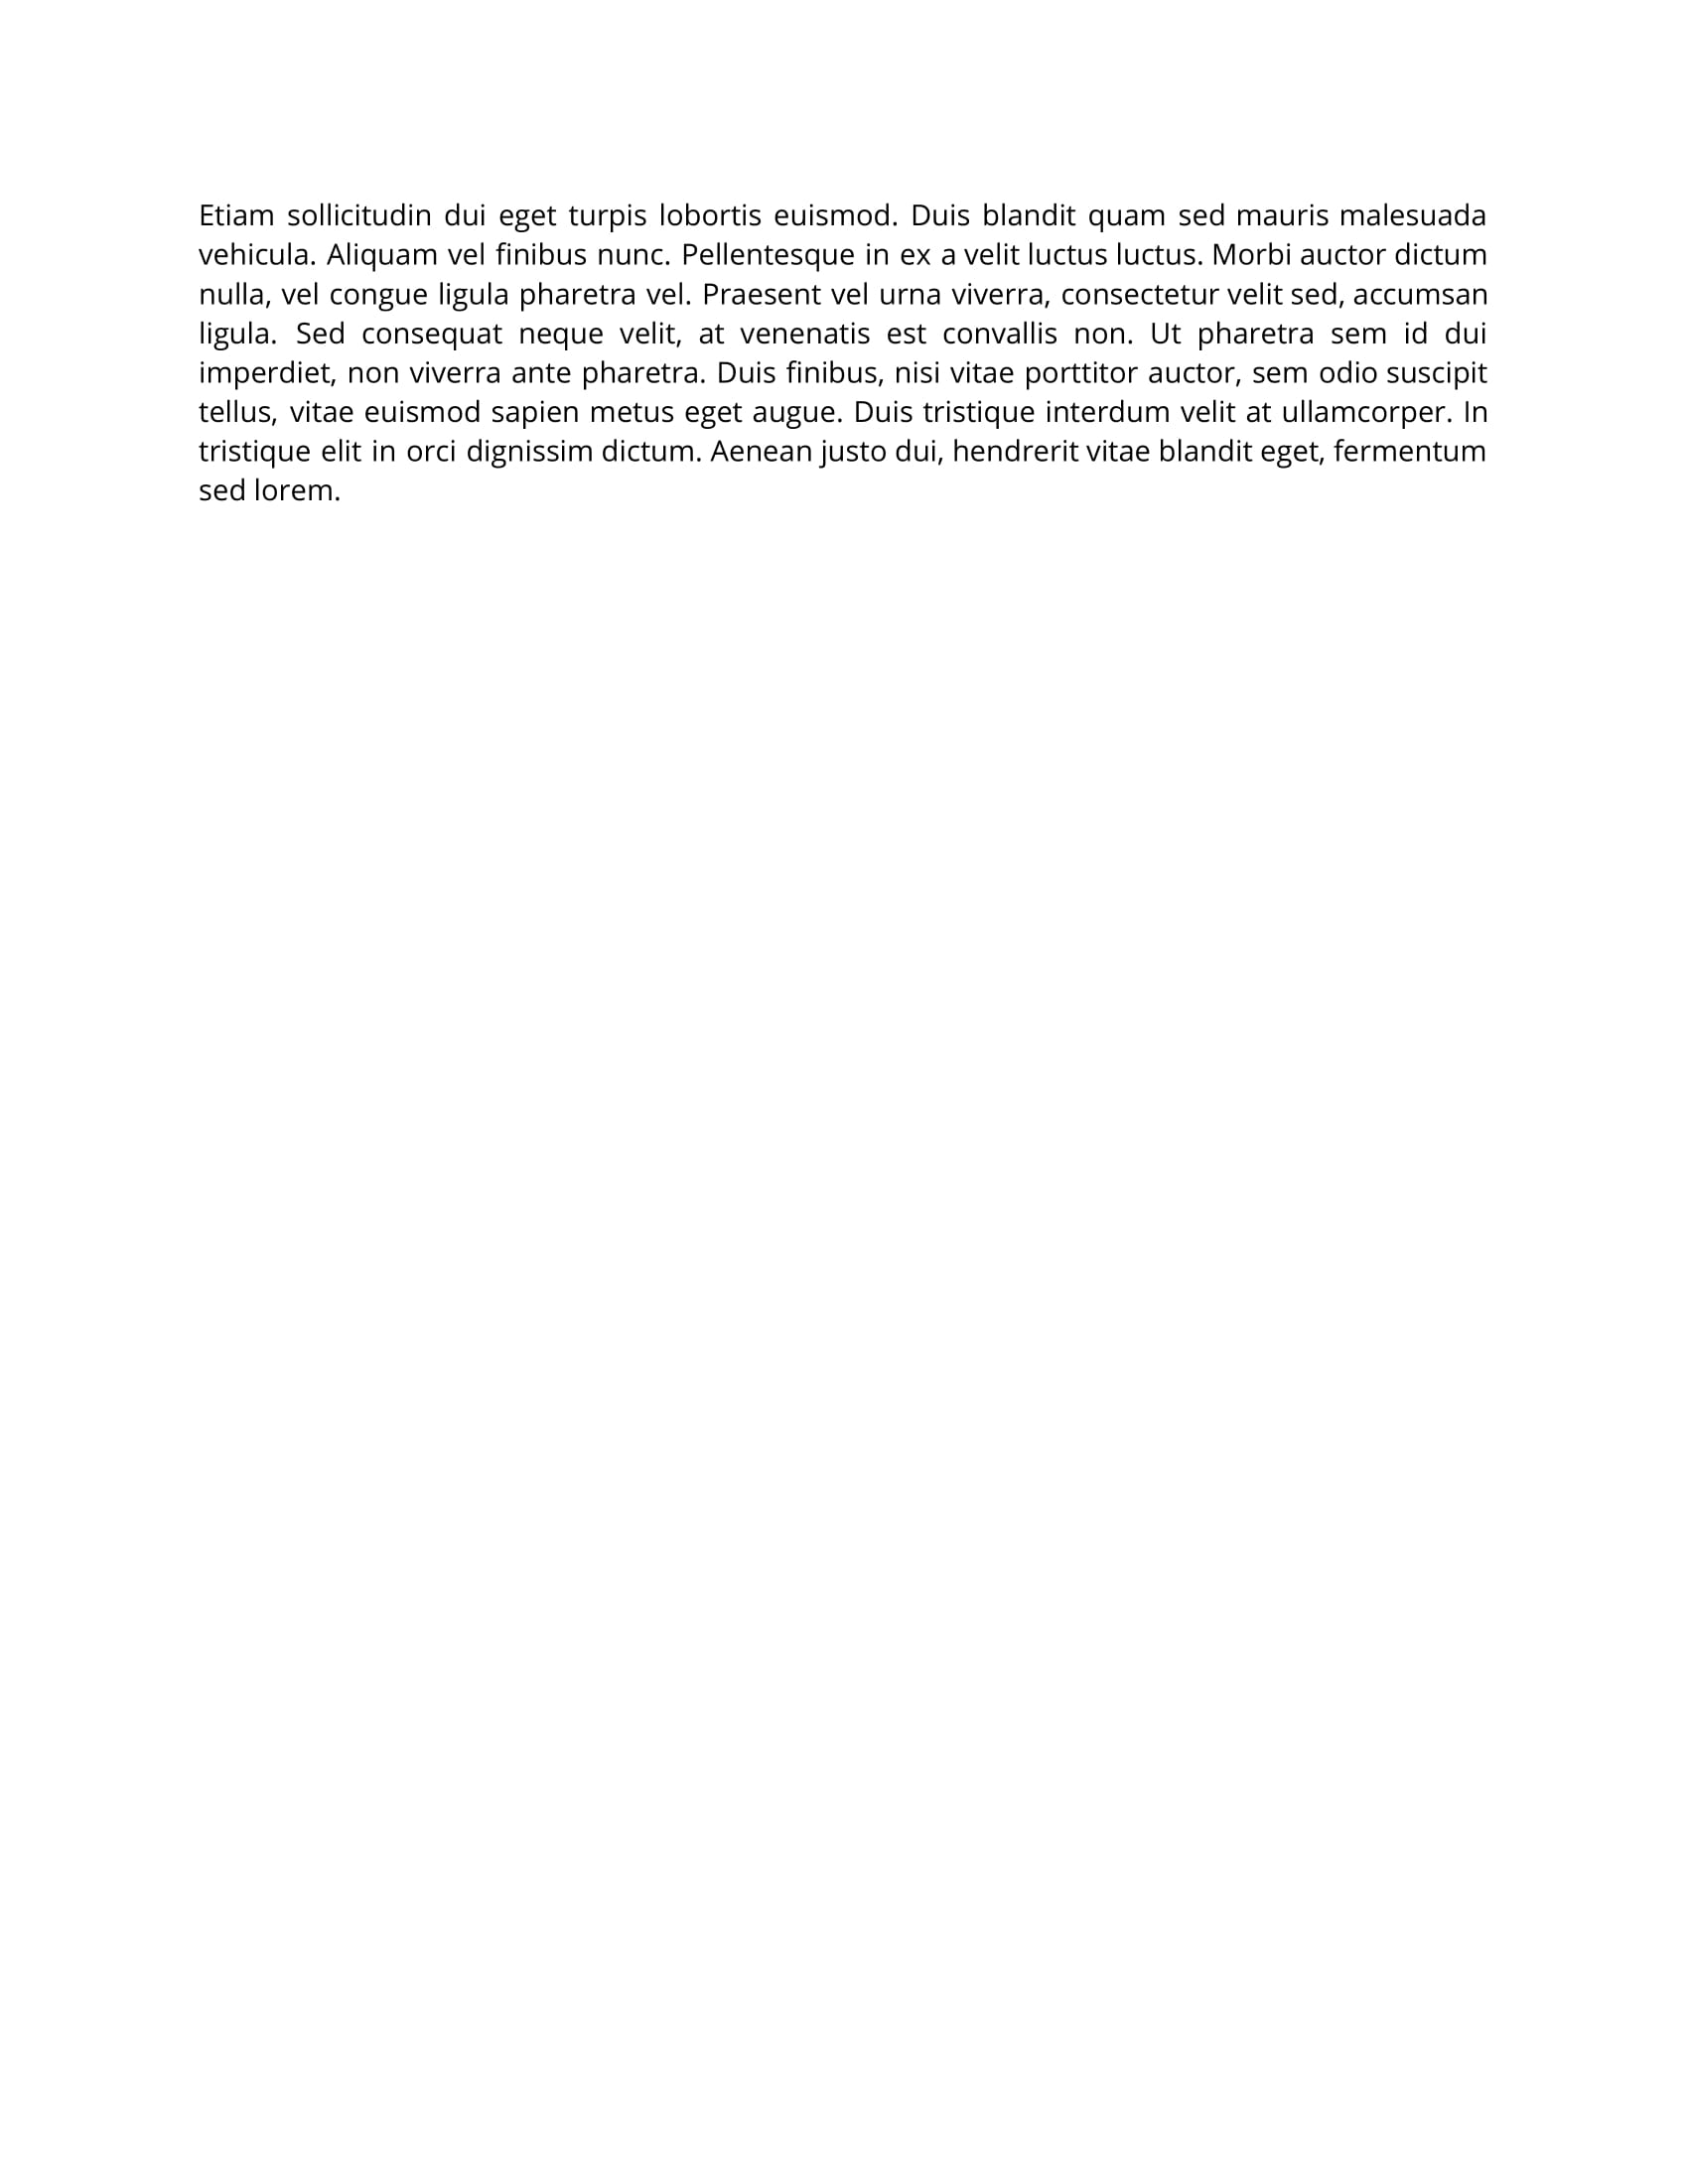 Etiam sollicitudin dui eget turpis lobortis euismod. Duis blandit quam sed mauris malesuada
vehicula. Aliquam vel finibus nunc. Pellentesque in ex a velit luctus luctus. Morbi auctor dictum
nulla, vel congue ligula pharetra vel. Praesent vel urna viverra, consectetur velit sed, accumsan
ligula. Sed consequat neque velit, at venenatis est convallis non. Ut pharetra sem id dui
imperdiet, non viverra ante pharetra. Duis finibus, nisi vitae porttitor auctor, sem odio suscipit
tellus, vitae euismod sapien metus eget augue. Duis tristique interdum velit at ullamcorper. In
tristique elit in orci dignissim dictum. Aenean justo dui, hendrerit vitae blandit eget, fermentum
sed lorem.